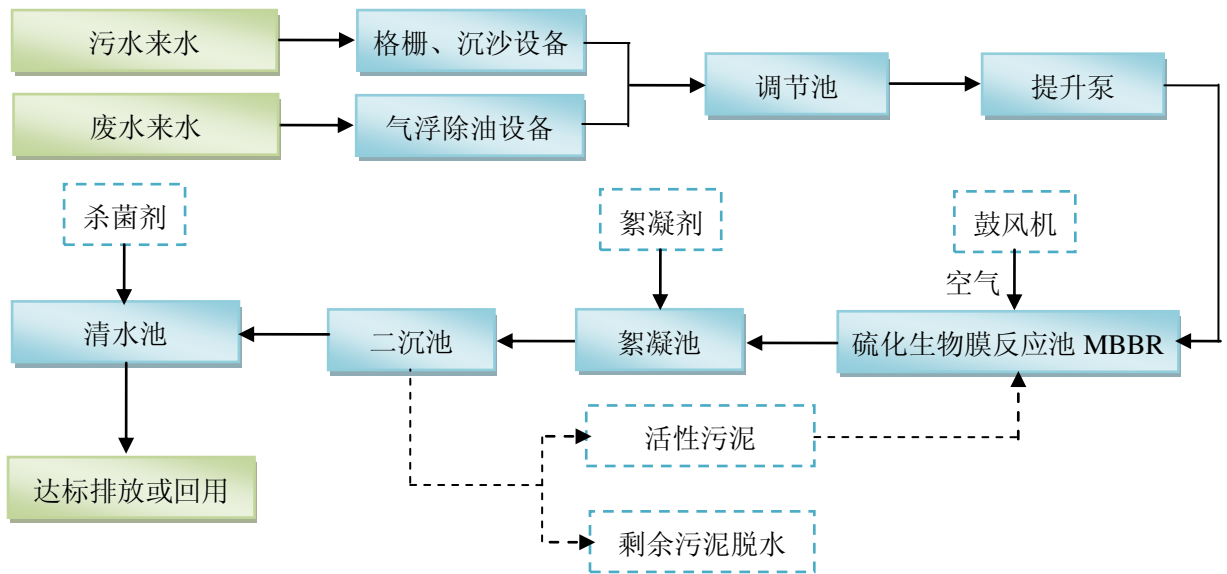 污水来水
格栅、沉沙设备
调节池
提升泵
废水来水
气浮除油设备
杀菌剂
絮凝剂
鼓风机
空气
清水池
二沉池
絮凝池
硫化生物膜反应池 MBBR
活性污泥
达标排放或回用
剩余污泥脱水